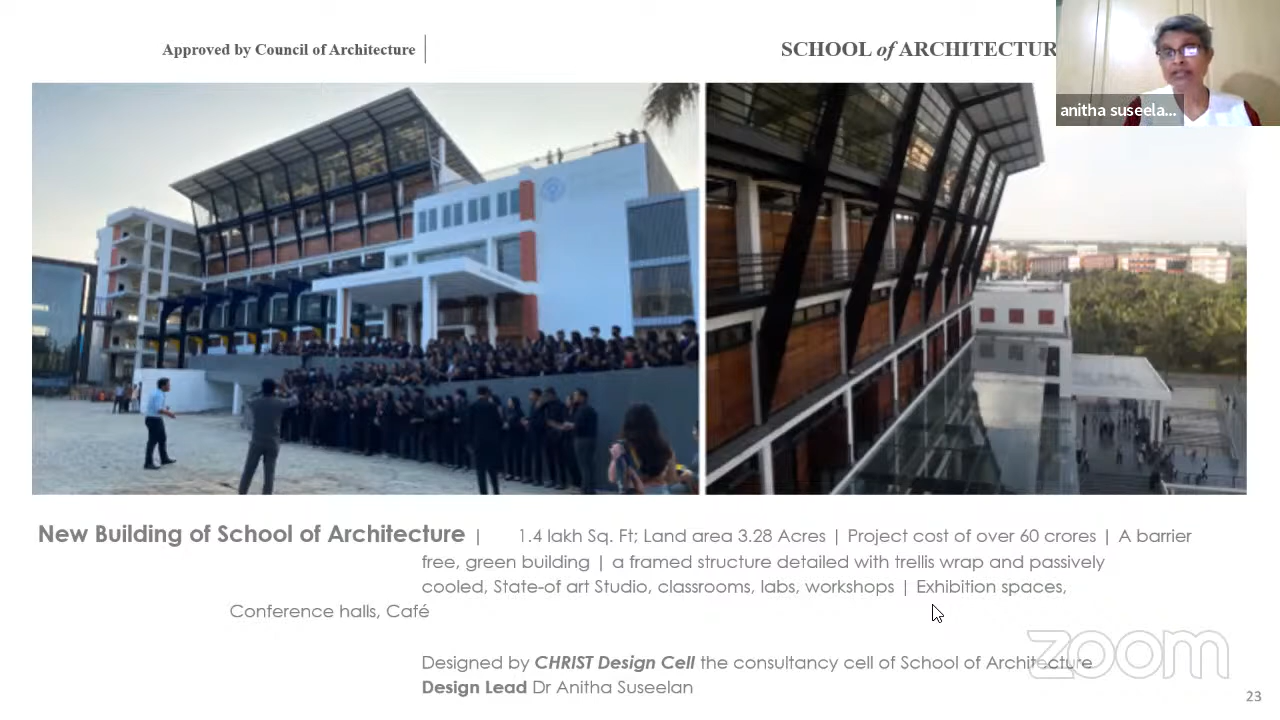 Approved by Council of Architecture
SCHOOL of ARCHITECTUR
anitha suseela...
New Building of School of Architecture | 1.4 lakh Sq. Ft; Land area 3.28 Acres | Project cost of over 60 crores | A barrier
free, green building | a framed structure detailed with trellis wrap and passively
cooled, State-of art Studio, classrooms, labs, workshops | Exhibition spaces,
Conference halls, Café
Designed by CHRIST Design Cell the consultancy cell of School of Architecture
Design Lead Dr Anitha Suseelan
zoom
23